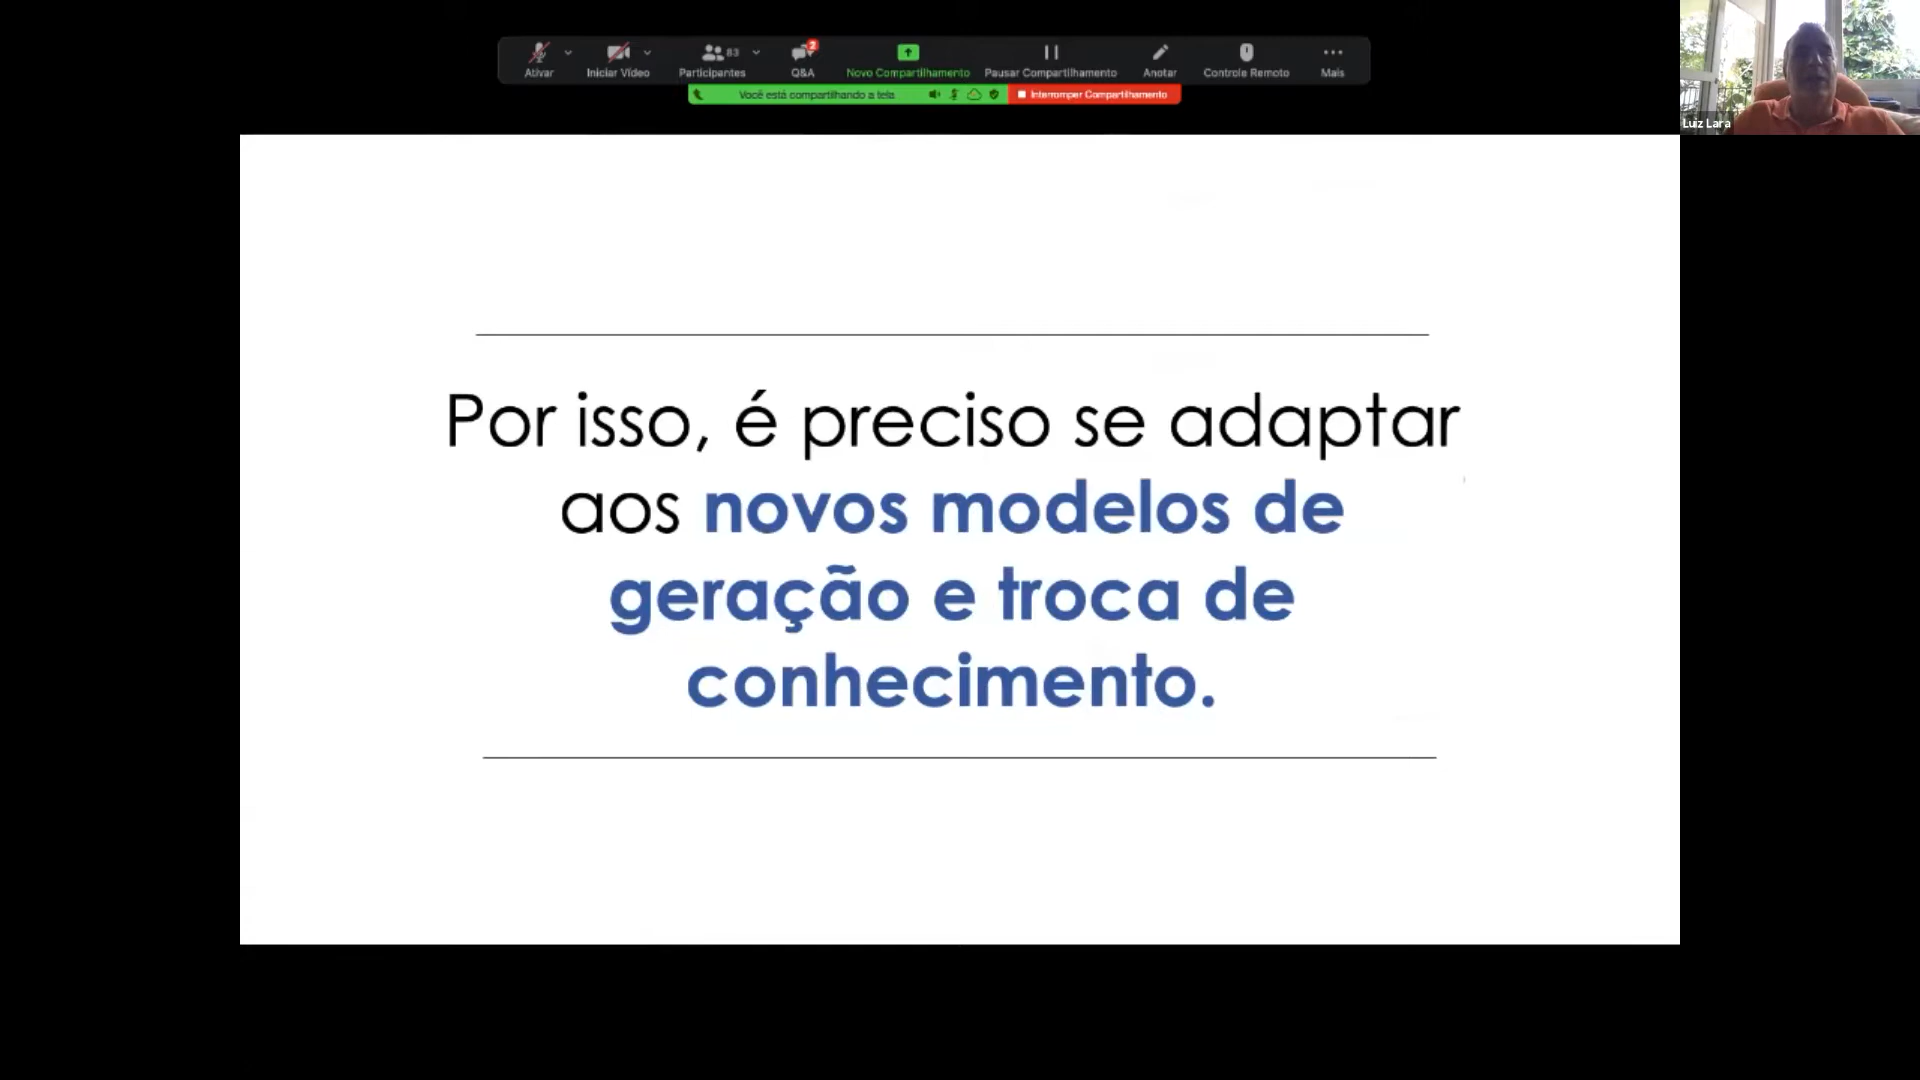 Ativar
Iniciar Vídeo
83
Participantes
2
Q&A
Novo Compartilhamento
Pausar Compartilhamento
Anotar
Controle Remoto
Mais
Você está compartilhando a tela
Interromper Compartilhamento
Luiz Lara
Por isso, é preciso se adaptar
aos novos modelos de
geração e troca de
conhecimento.